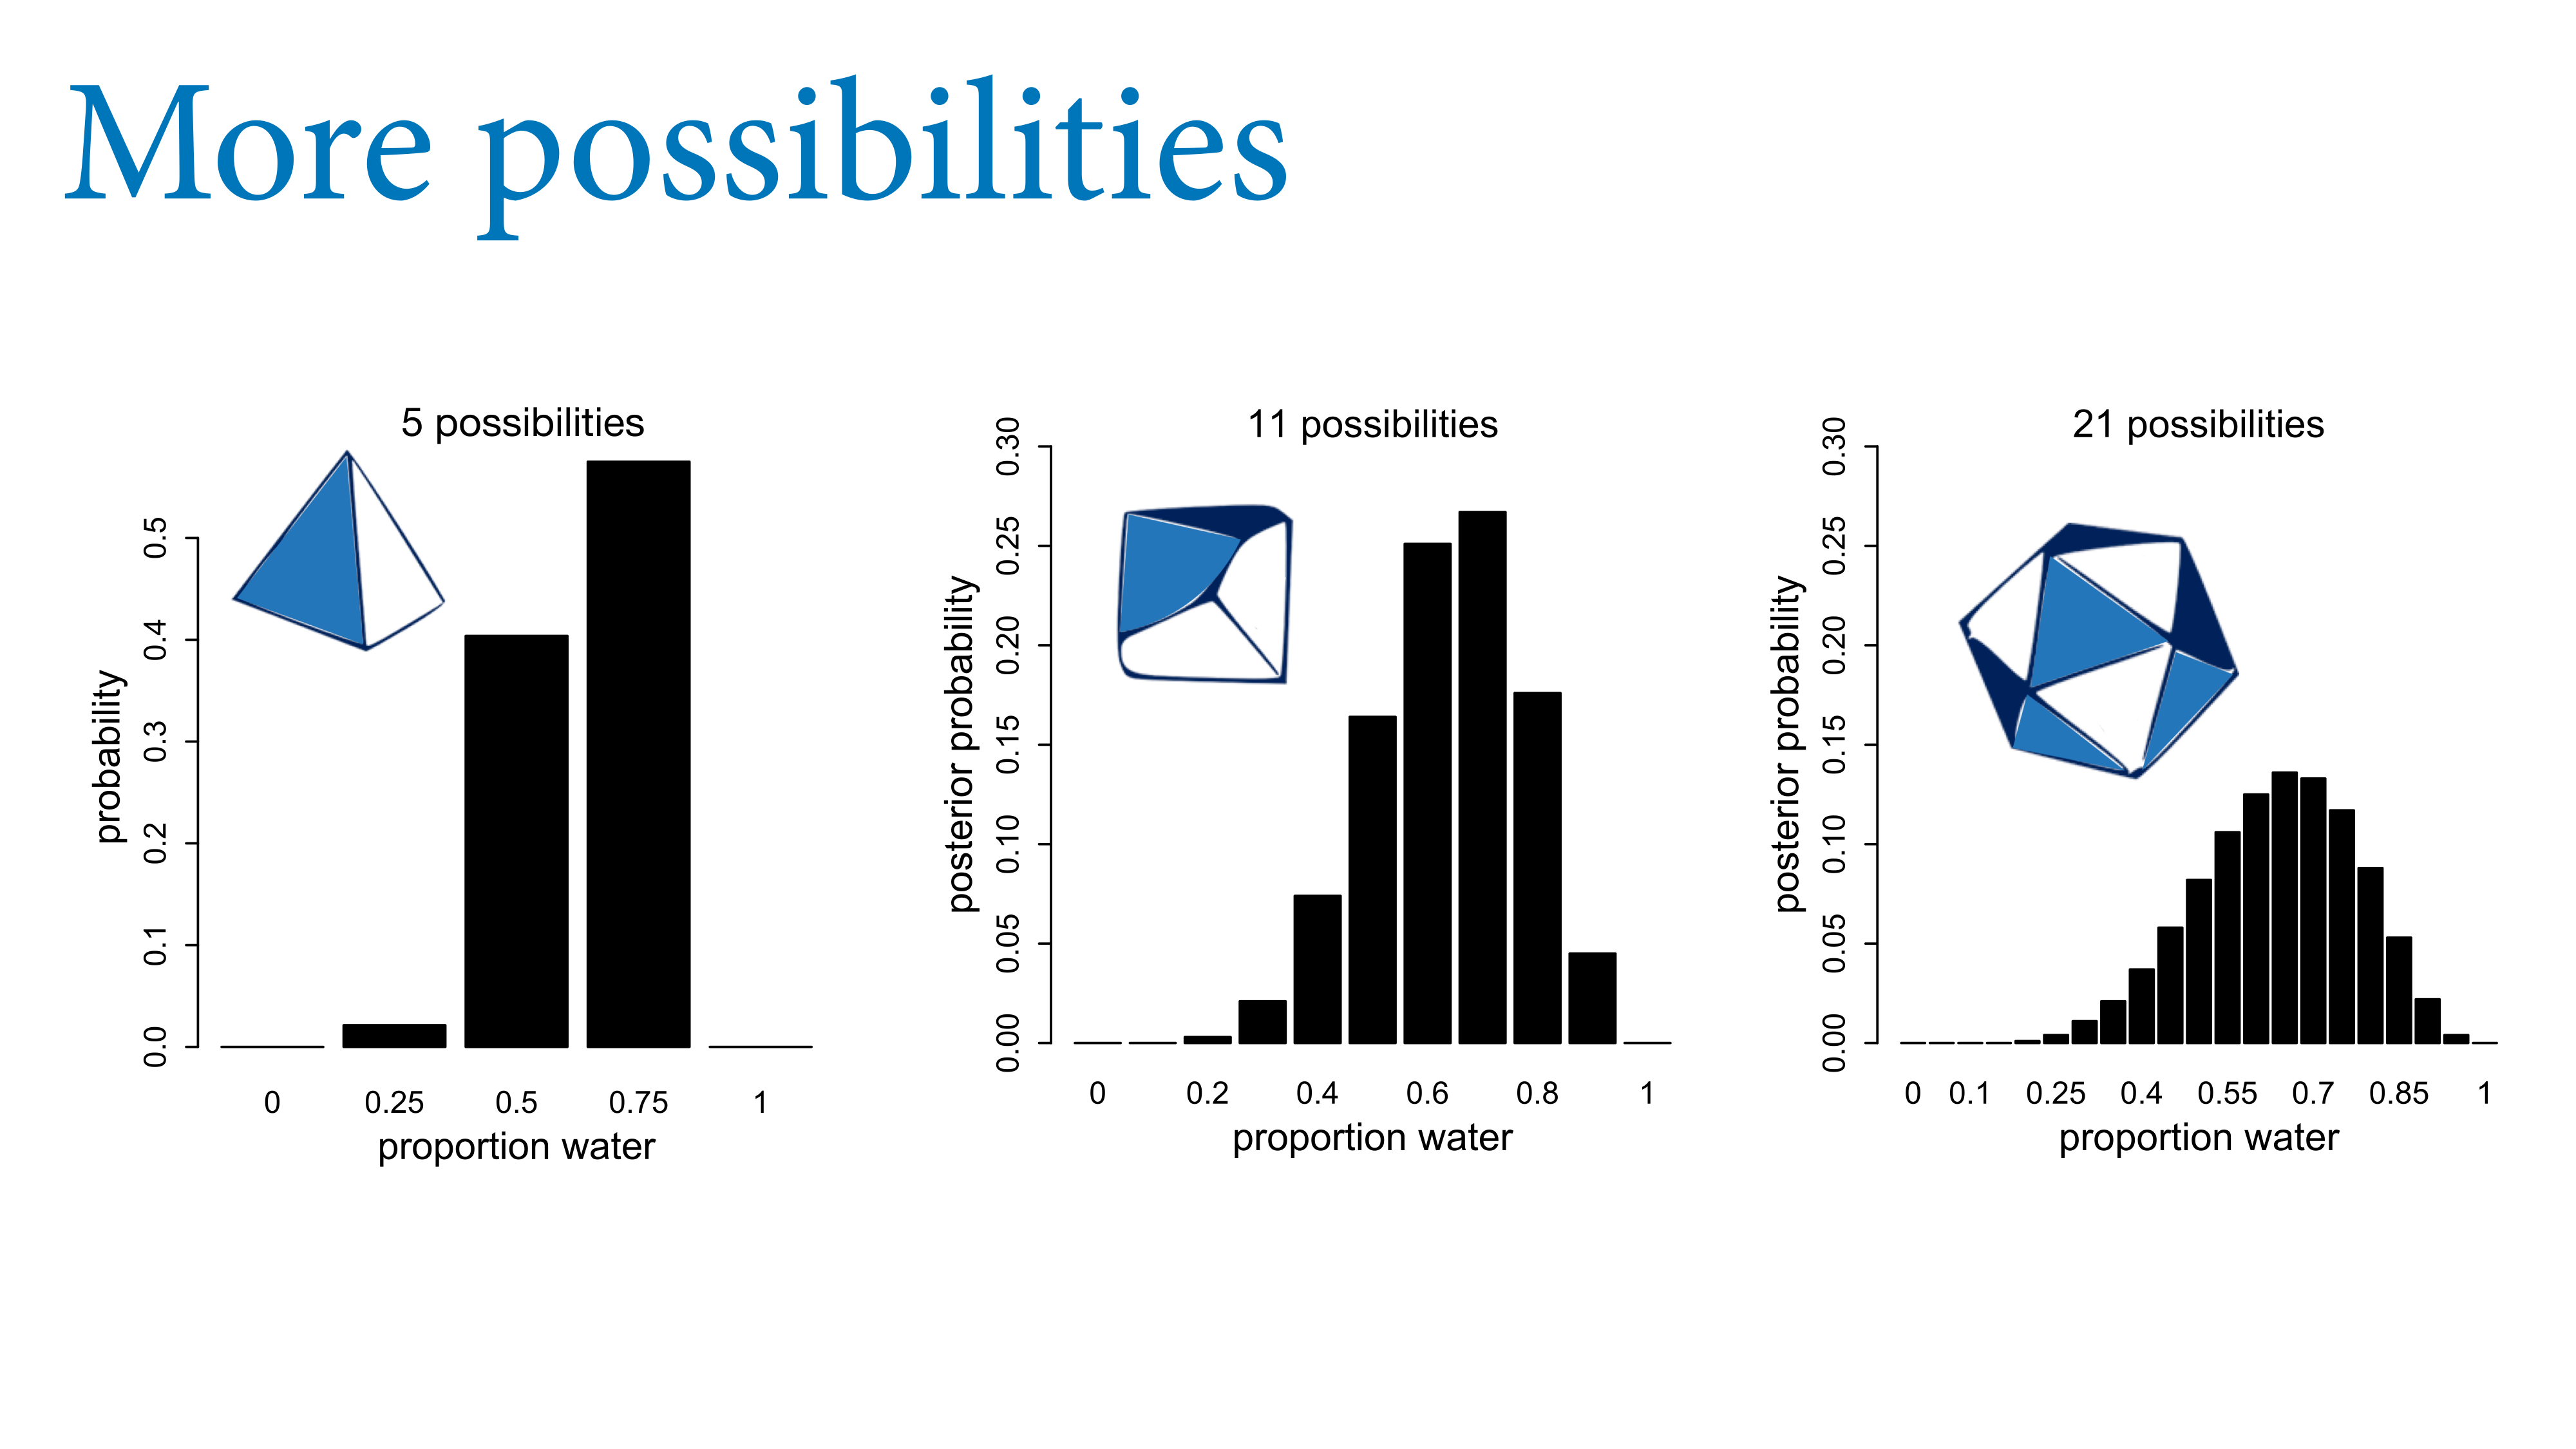 More possibilities
5 possibilities
probability
0.0
0.1
0.2
0.3
0.4
0.5
0 0.25 0.5 0.75 1
proportion water
11 possibilities
posterior probability
0.00
0.05
0.10
0.15
0.20
0.25
0.30
0 0.2 0.4 0.6 0.8 1
proportion water
21 possibilities
posterior probability
0.00
0.05
0.10
0.15
0.20
0.25
0.30
0 0.1 0.25 0.4 0.55 0.7 0.85 1
proportion water